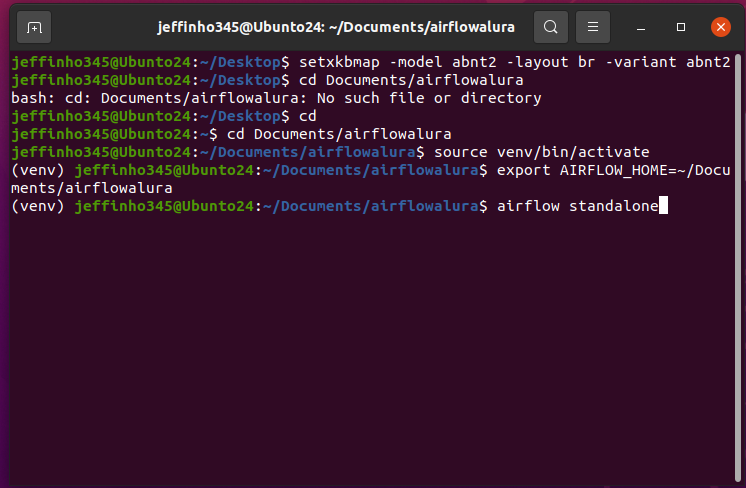 jeffinho345@Ubunto24: ~/Documents/airflowalura
jeffinho345@Ubunto24:~/Desktop$ setxkbmap -model abnt2 -layout br -variant abnt2
jeffinho345@Ubunto24:~/Desktop$ cd Documents/airflowalura
bash: cd: Documents/airflowalura: No such file or directory
jeffinho345@Ubunto24:~/Desktop$ cd
jeffinho345@Ubunto24:~$ cd Documents/airflowalura
jeffinho345@Ubunto24:~/Documents/airflowalura$ source venv/bin/activate
(venv) jeffinho345@Ubunto24:~/Documents/airflowalura$ export AIRFLOW_HOME=~/Docu
ments/airflowalura
(venv) jeffinho345@Ubunto24:~/Documents/airflowalura$ airflow standalone